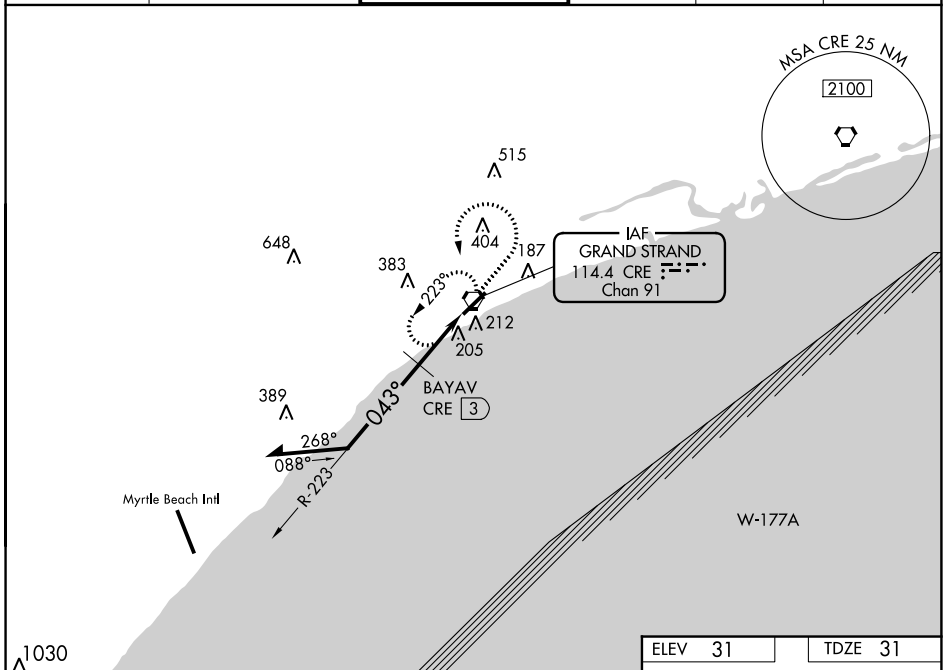 MSA CRE 25 NM
2100
515
404
187
648
383
IAF
GRAND STRAND
114.4 CRE
Chan 91
223°
212
205
BAYAV
CRE 3
389
043°
268°
088°
R-223
Myrtle Beach Intl
W-177A
1030
ELEV 31
TDZE 31